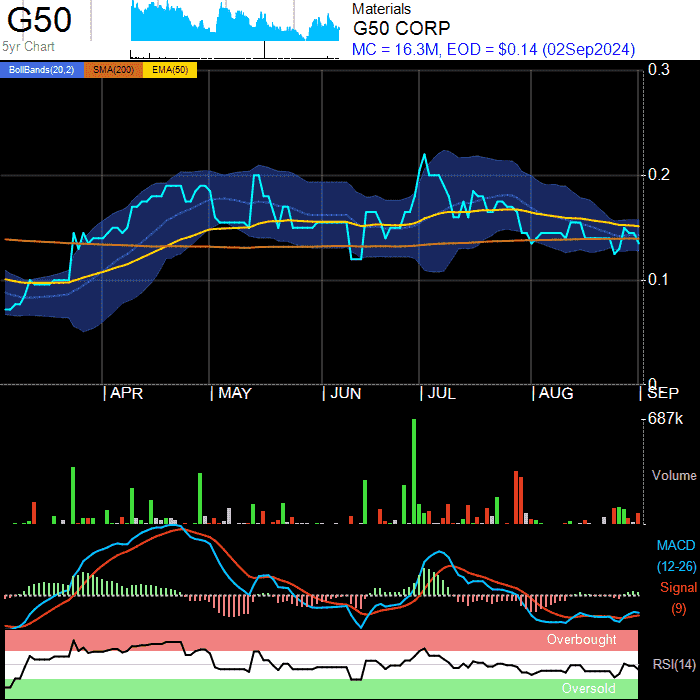 G50
5yr Chart
Materials
G50 CORP
MC = 16.3M, EOD = $0.14 (02Sep2024)
BollBands(20,2) SMA(200) EMA(50)
0.3
0.2
0.1
0
| APR | MAY | JUN | JUL | AUG | SEP
687k
Volume
MACD
(12-26)
Signal
(9)
Overbought
RSI(14)
Oversold